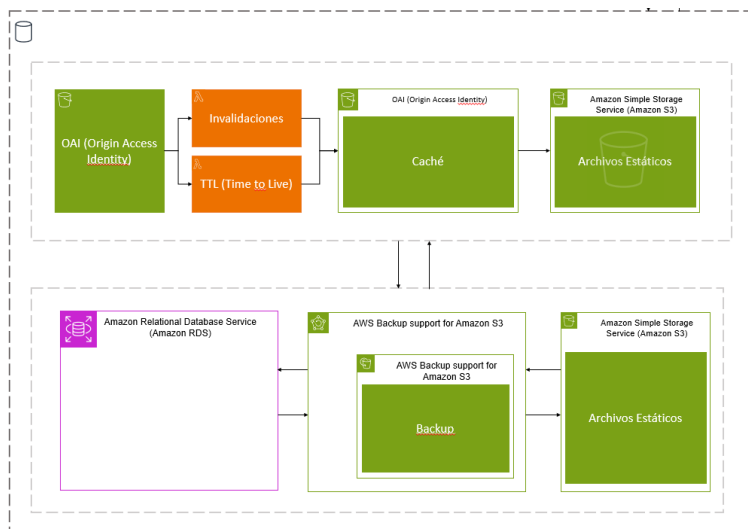 OAI (Origin Access
Identity)
Invalidaciones
TTL (Time to Live)
OAI (Origin Access Identity)
Caché
Amazon Simple Storage
Service (Amazon S3)
Archivos Estáticos
Amazon Relational Database Service
(Amazon RDS)
AWS Backup support for Amazon S3
AWS Backup support for
Amazon S3
Backup
Amazon Simple Storage
Service (Amazon S3)
Archivos Estáticos